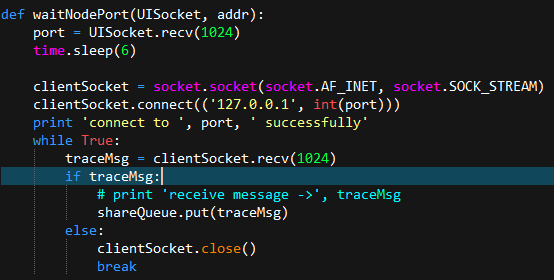 def waitNodePort(UISocket, addr):
    port = UISocket.recv(1024)
    time.sleep(6)
    clientSocket = socket.socket(socket.AF_INET, socket.SOCK_STREAM)
    clientSocket.connect(('127.0.0.1', int(port)))
    print 'connect to ', port, ' successfully'
    while True:
        traceMsg = clientSocket.recv(1024)
        if traceMsg:
            # print 'receive message ->', traceMsg
            shareQueue.put(traceMsg)
        else:
            clientSocket.close()
            break